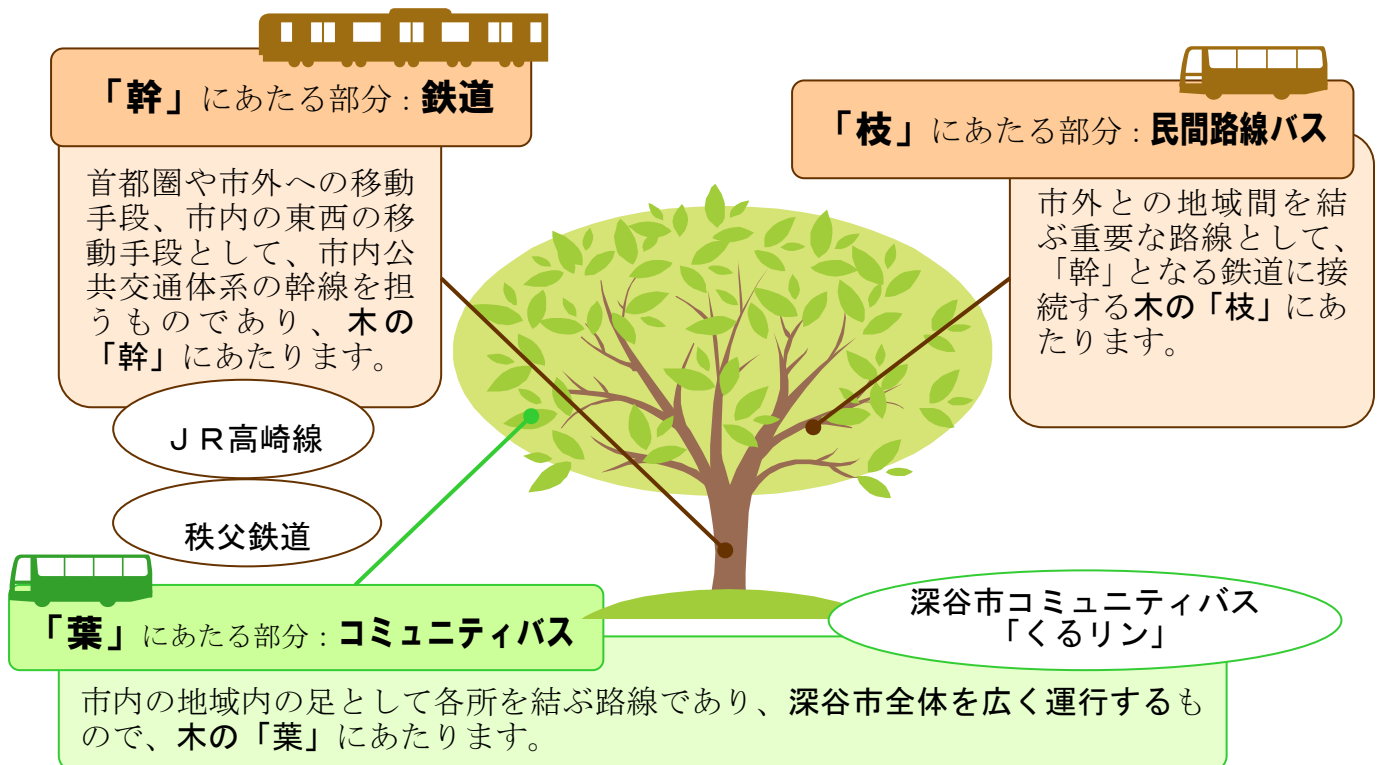 「幹」にあたる部分：鉄道
首都圏や市外への移動
手段、市内の東西の移
動手段として、市内公
共交通体系の幹線を担
うものであり、木の
「幹」にあたります。
ＪＲ高崎線
秩父鉄道
「枝」にあたる部分：民間路線バス
市外との地域間を結
ぶ重要な路線として、
「幹」となる鉄道に接
続する木の「枝」にあ
たります。
「葉」にあたる部分：コミュニティバス
深谷市コミュニティバス
「くるリン」
市内の地域内の足として各所を結ぶ路線であり、深谷市全体を広く運行するも
ので、木の「葉」にあたります。